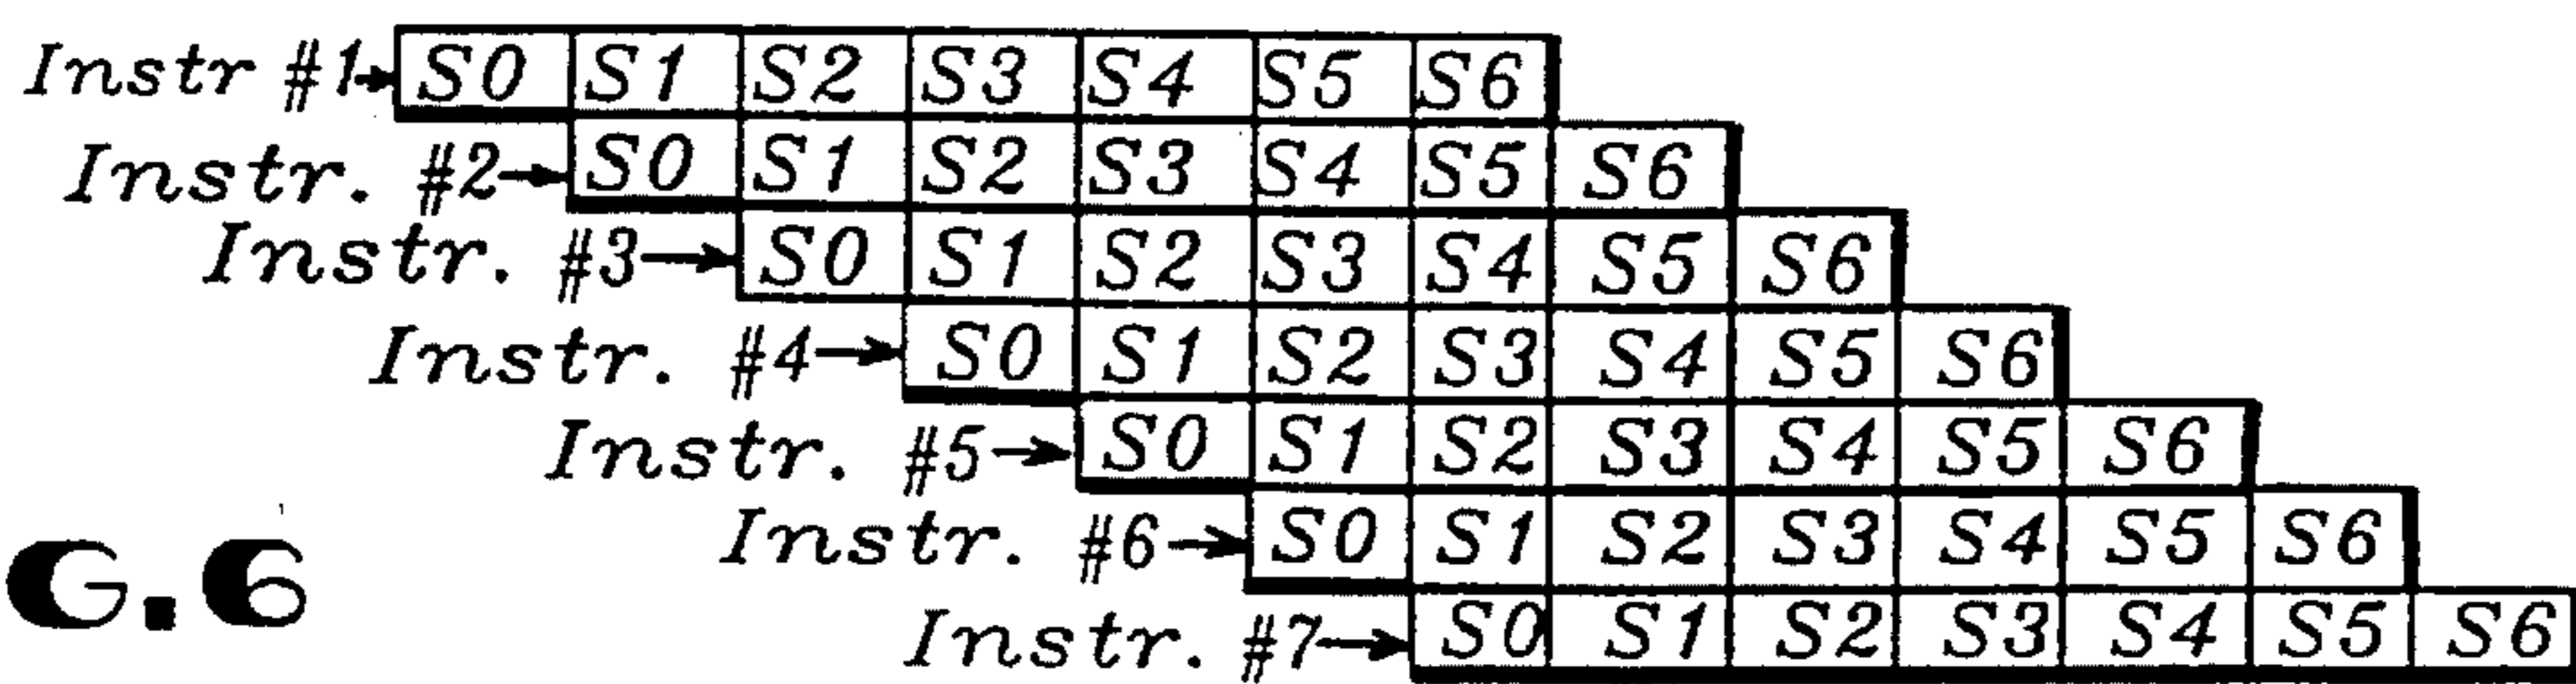 Instr #1 S0 S1 S2 S3 S4 S5 S6
Instr. #2 S0 S1 S2 S3 S4 S5 S6
Instr. #3 S0 S1 S2 S3 S4 S5 S6
Instr. #4 S0 S1 S2 S3 S4 S5 S6
Instr. #5 S0 S1 S2 S3 S4 S5 S6
Instr. #6 S0 S1 S2 S3 S4 S5 S6
G.6
Instr. #7 S0 S1 S2 S3 S4 S5 S6